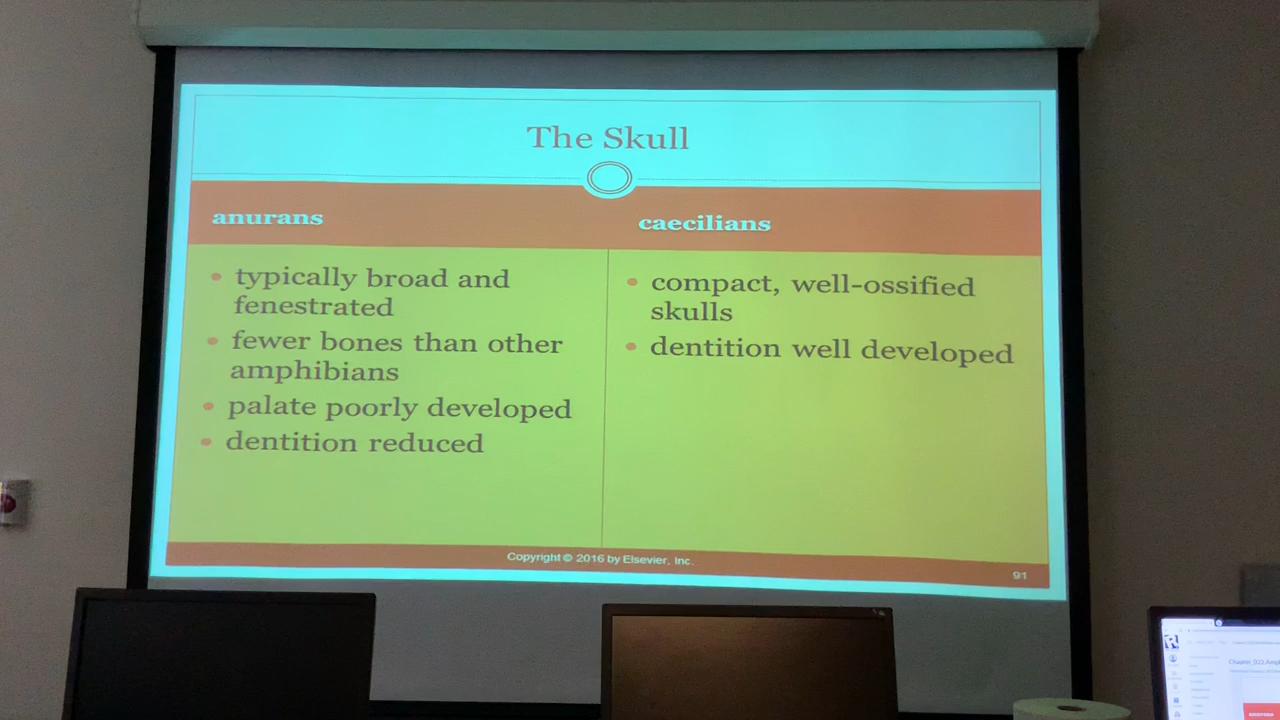 The Skull
anurans
caecilians
• typically broad and
fenestrated
• fewer bones than other
amphibians
• palate poorly developed
• dentition reduced
• compact, well-ossified
skulls
• dentition well developed
Copyright © 2016 by Elsevier, Inc.
91